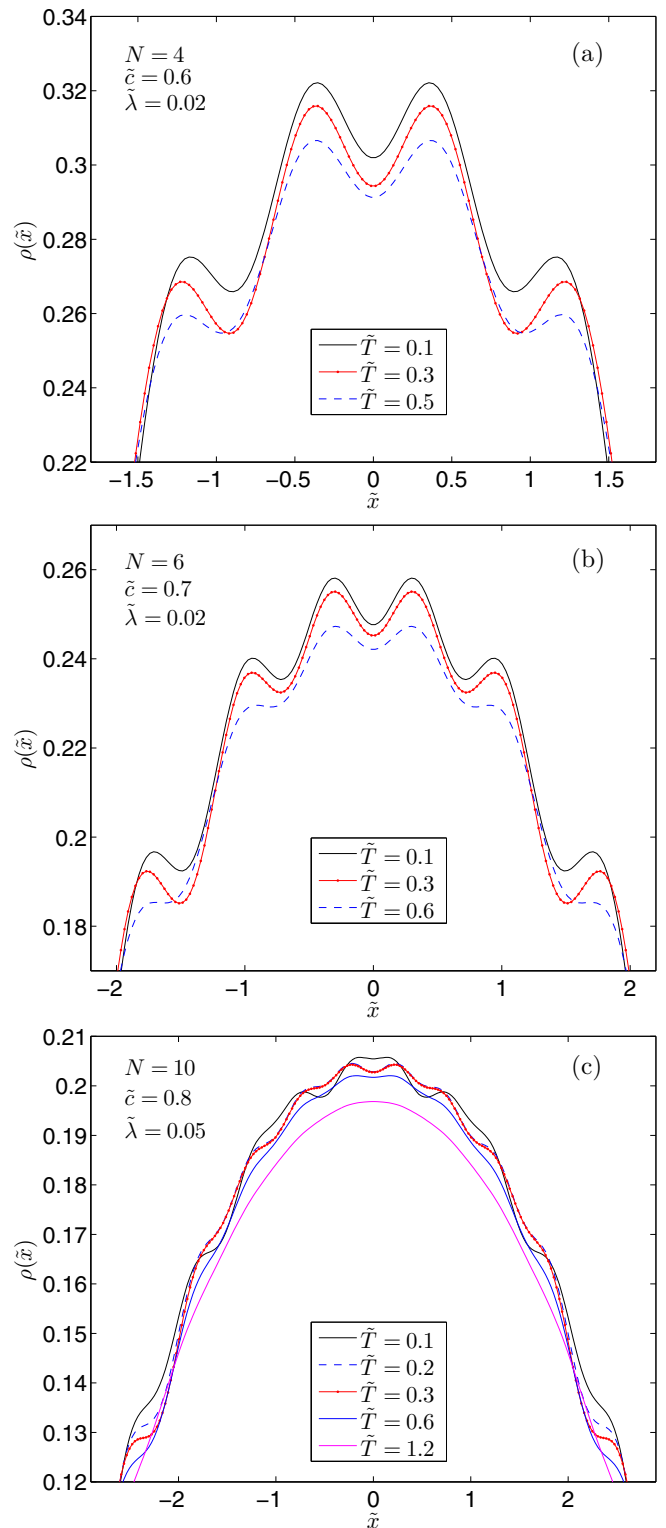 0.34
0.32
0.3
0.28
0.26
0.24
0.22
N = 4
c̃ = 0.6
λ̃ = 0.02
(a)
T̃ = 0.1
T̃ = 0.3
T̃ = 0.5
ρ(x̃)
−1.5 −1 −0.5 0 0.5 1 1.5
x̃
0.26
0.24
0.22
0.2
0.18
N = 6
c̃ = 0.7
λ̃ = 0.02
(b)
T̃ = 0.1
T̃ = 0.3
T̃ = 0.6
ρ(x̃)
−2 −1 0 1 2
x̃
0.21
0.2
0.19
0.18
0.17
0.16
0.15
0.14
0.13
0.12
N = 10
c̃ = 0.8
λ̃ = 0.05
(c)
T̃ = 0.1
T̃ = 0.2
T̃ = 0.3
T̃ = 0.6
T̃ = 1.2
ρ(x̃)
−2 −1 0 1 2
x̃